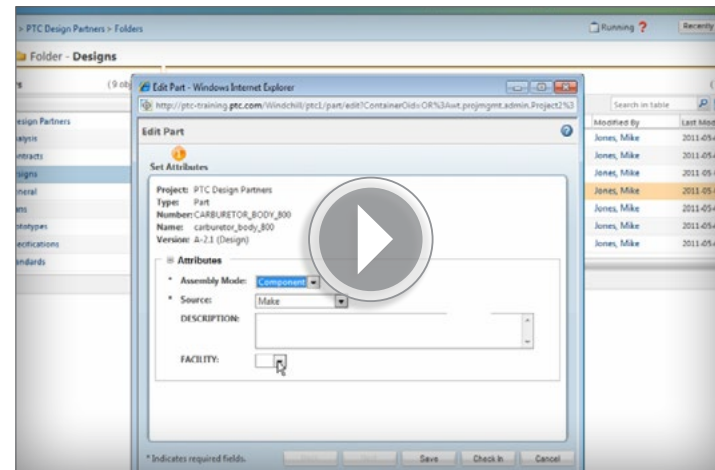 > PTC Design Partners > Folders
Running ?
Recently
Folder - Designs
(9 obj
Edit Part - Windows Internet Explorer
http://ptc-training.ptc.com/Windchill/ptc1/part/edit?ContainerOid=OR%3Awt.projmgmt.admin.Project2%3
Search in table
esign Partners
Edit Part
Modified By
Last Mod
alysis
Jones, Mike
2011-05-
ontracts
Set Attributes
Jones, Mike
2011-05-
signs
Jones, Mike
2011-05-
neral
Project: PTC Design Partners
Jones, Mike
2011-05-
ans
Type: Part
Jones, Mike
2011-05-
ototypes
Number: CARBURETOR_BODY_800
Jones, Mike
2011-05-
ecifications
Name: carburetor_body_800
Jones, Mike
2011-05-
andards
Version: A-2.1 (Design)
Attributes
* Assembly Mode: Component
* Source: Make
DESCRIPTION:
FACILITY:
* Indicates required fields.
Save
Check In
Cancel